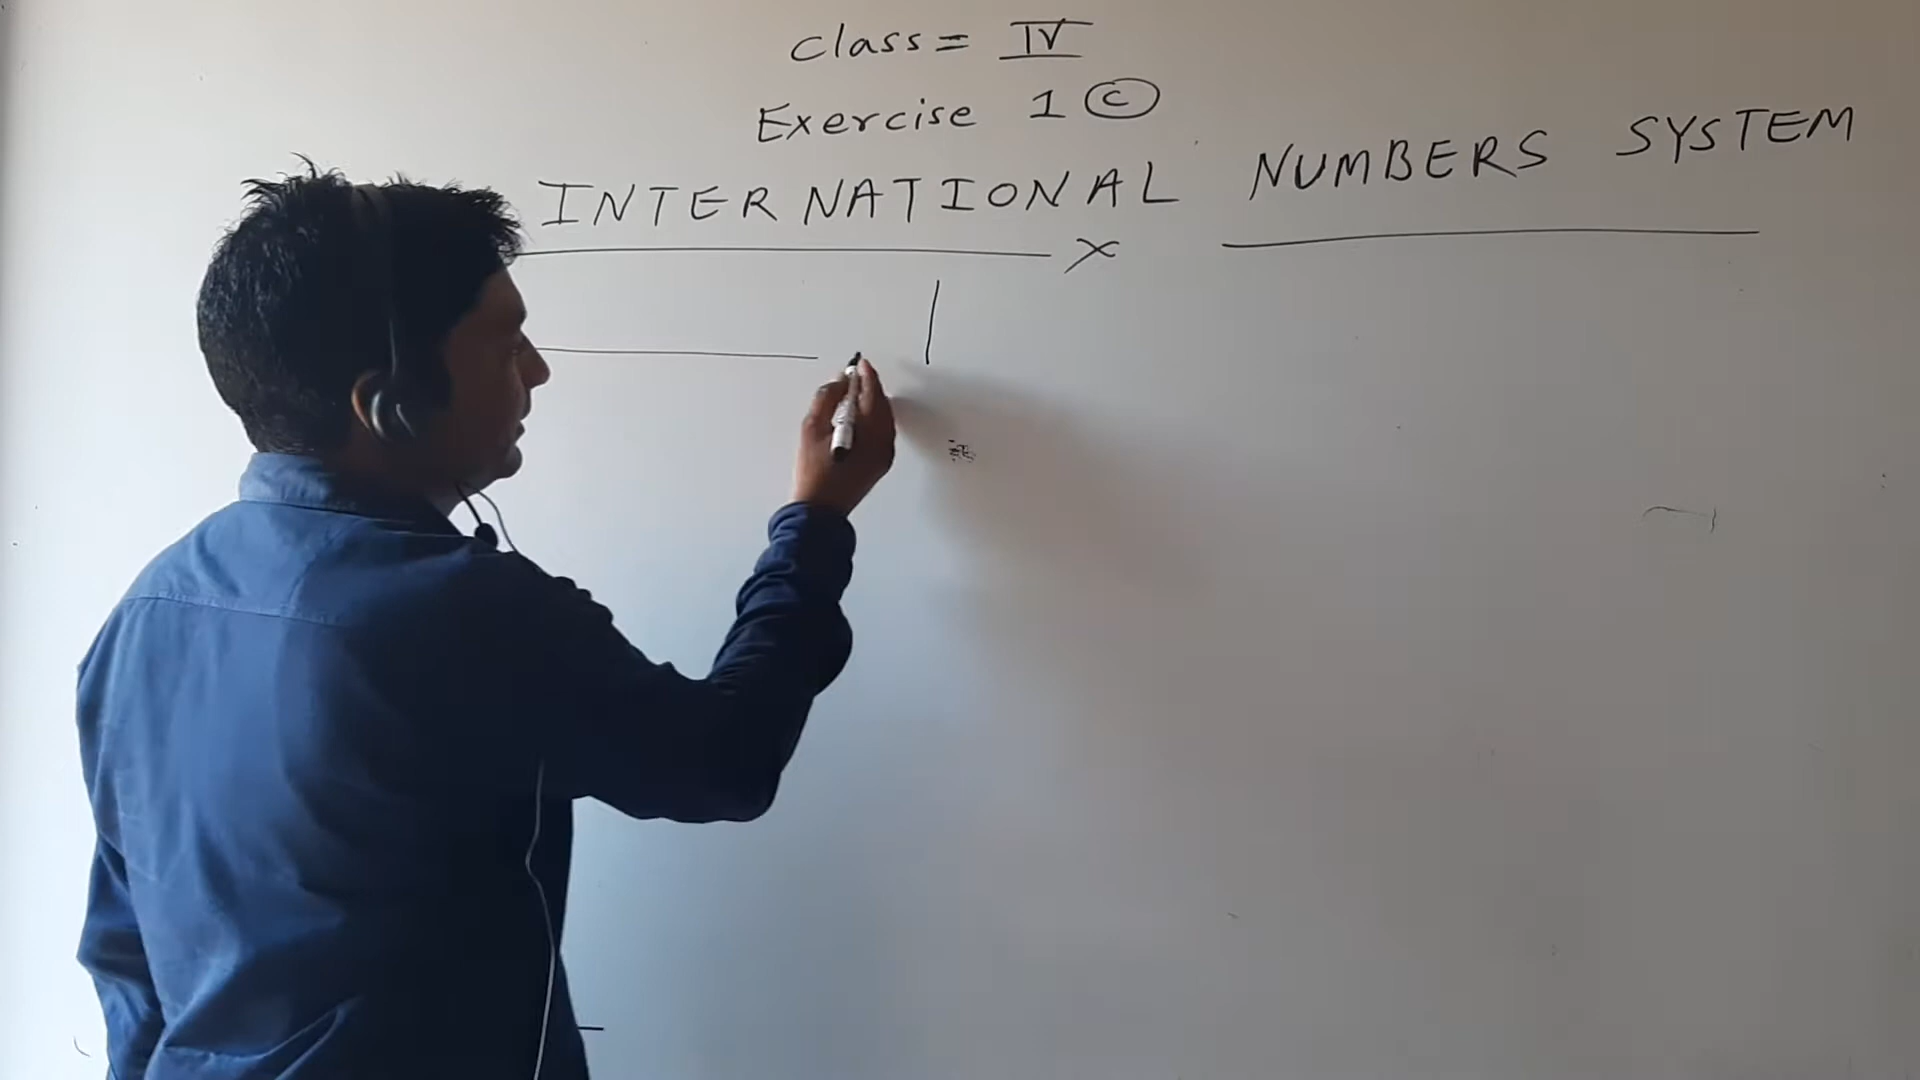 Class = IV
Exercise 1 (c)
INTERNATIONAL NUMBERS SYSTEM